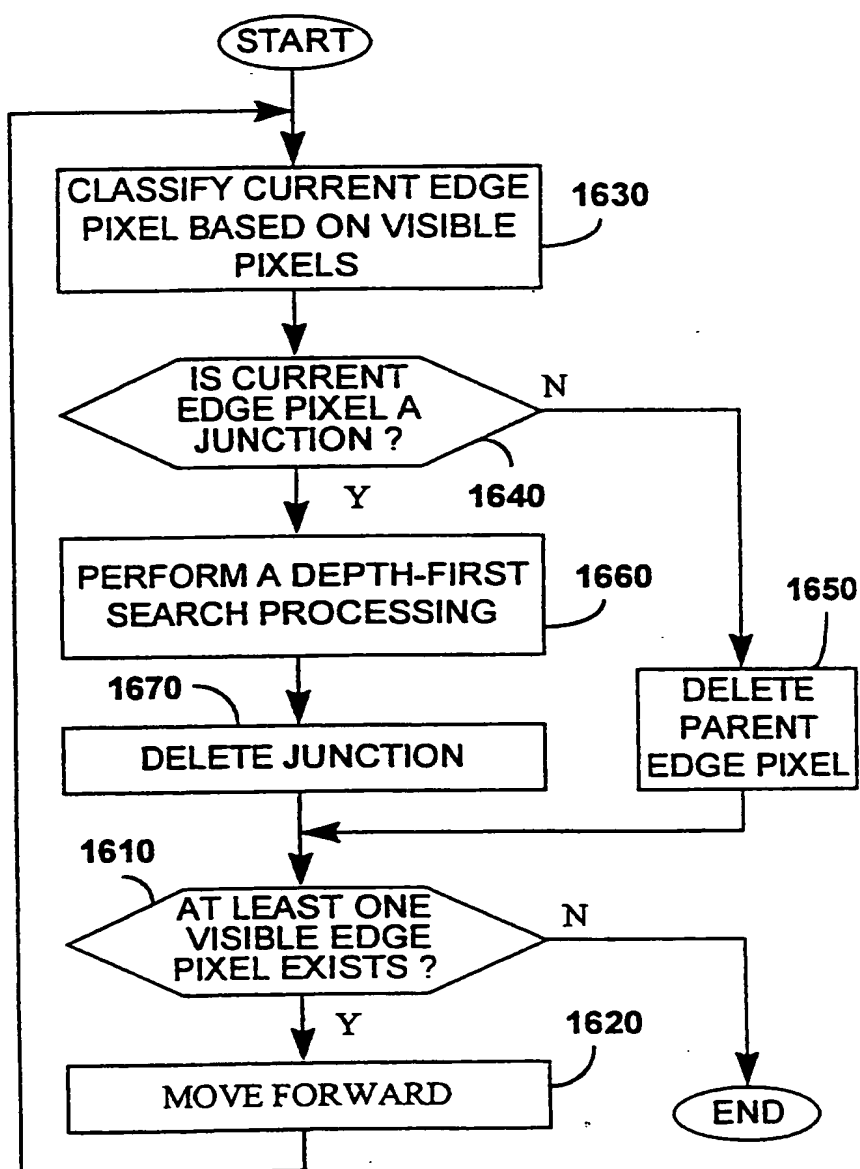 START
CLASSIFY CURRENT EDGE
PIXEL BASED ON VISIBLE
PIXELS
1630
IS CURRENT
EDGE PIXEL A
JUNCTION ?
N
1640
Y
PERFORM A DEPTH-FIRST
SEARCH PROCESSING
1660
1650
1670
DELETE JUNCTION
DELETE
PARENT
EDGE PIXEL
1610
AT LEAST ONE
VISIBLE EDGE
PIXEL EXISTS ?
N
Y
1620
MOVE FORWARD
END